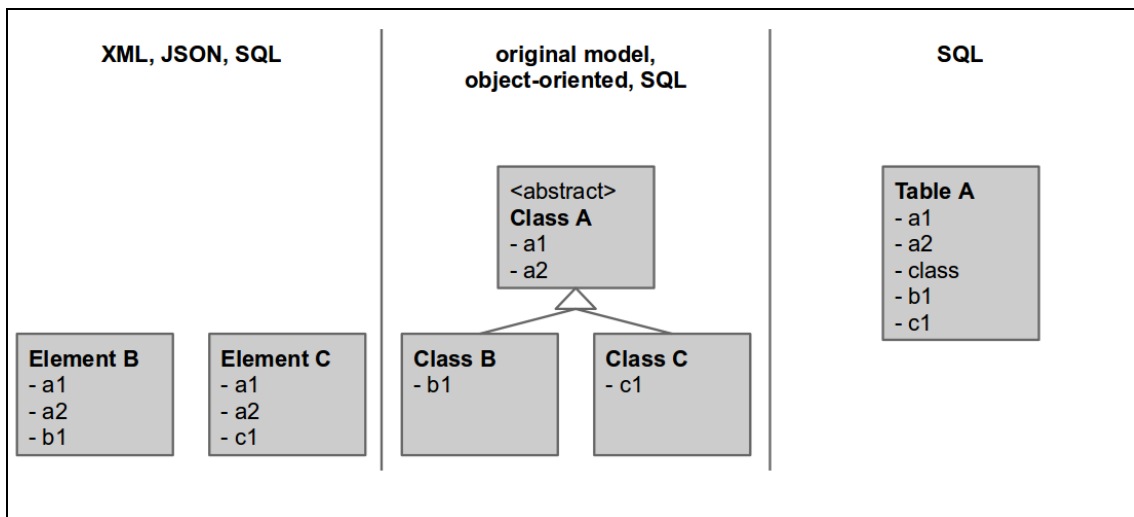 XML, JSON, SQL
Element B
- a1
- a2
- b1
Element C
- a1
- a2
- c1
original model,
object-oriented, SQL
<abstract>
Class A
- a1
- a2
Class B
- b1
Class C
- c1
SQL
Table A
- a1
- a2
- class
- b1
- c1